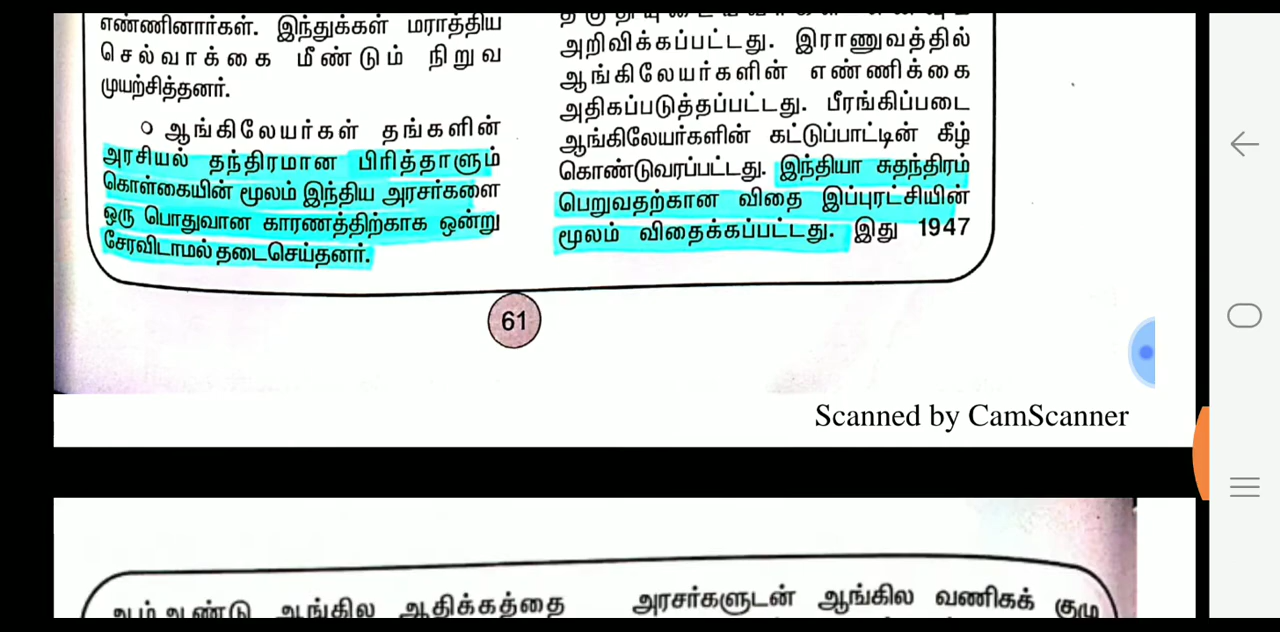 எண்ணினார்கள். இந்துக்கள் மராத்திய
செல்வாக்கை மீண்டும் நிறுவ
முயற்சித்தனர்.
ஆங்கிலேயர்கள் தங்களின்
அரசியல் தந்திரமான பிரித்தாளும்
கொள்கையின் மூலம் இந்திய அரசர்களை
ஒரு பொதுவான காரணத்திற்காக ஒன்று
சேரவிடாமல் தடைசெய்தனர்.
அறிவிக்கப்பட்டது. இராணுவத்தில்
ஆங்கிலேயர்களின் எண்ணிக்கை
அதிகப்படுத்தப்பட்டது. பீரங்கிப்படை
ஆங்கிலேயர்களின் கட்டுப்பாட்டின் கீழ்
கொண்டுவரப்பட்டது. இந்தியா சுதந்திரம்
பெறுவதற்கான விதை இப்புரட்சியின்
மூலம் விதைக்கப்பட்டது. இது 1947
61
Scanned by CamScanner
ஆம் ஆண்டு ஆங்கில ஆதிக்கத்தை
அரசர்களுடன் ஆங்கில வணிகக் குழு